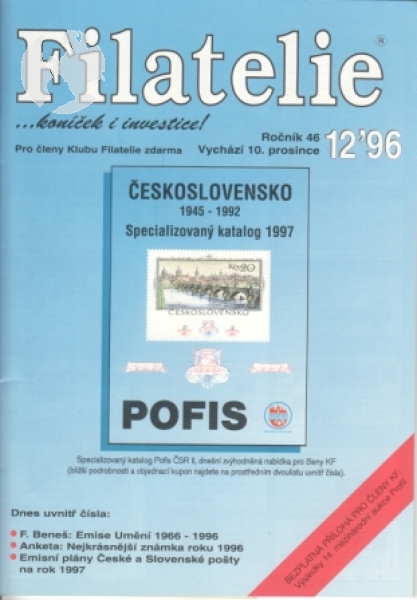 Filatelie ®
...koníček i investice!
Ročník 46
Pro členy Klubu Filatelie zdarma
Vychází 10. prosince
12'96
ČESKOSLOVENSKO
1945 - 1992
Specializovaný katalog 1997
Kčs 20
ČESKOSLOVENSKO
POFIS
Specializovaný katalog Pofis ČSR II, dnešní zvýhodněná nabídka pro členy KF
(bližší podrobnosti a objednací kupon najdete na prostředním dvoulistu uvnitř čísla).
Dnes uvnitř čísla:
F. Beneš: Emise Umění 1966 - 1996
Anketa: Nejkrásnější známka roku 1996
Emisní plány České a Slovenské pošty
na rok 1997
BEZPLATNÁ PŘÍLOHA PRO ČLENY KF:
Výsledky 14. mezinárodní aukce Profil